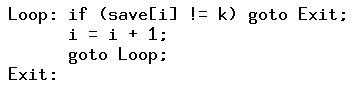 Loop: if (save[i] != k) goto Exit;
i = i + 1;
goto Loop;
Exit: